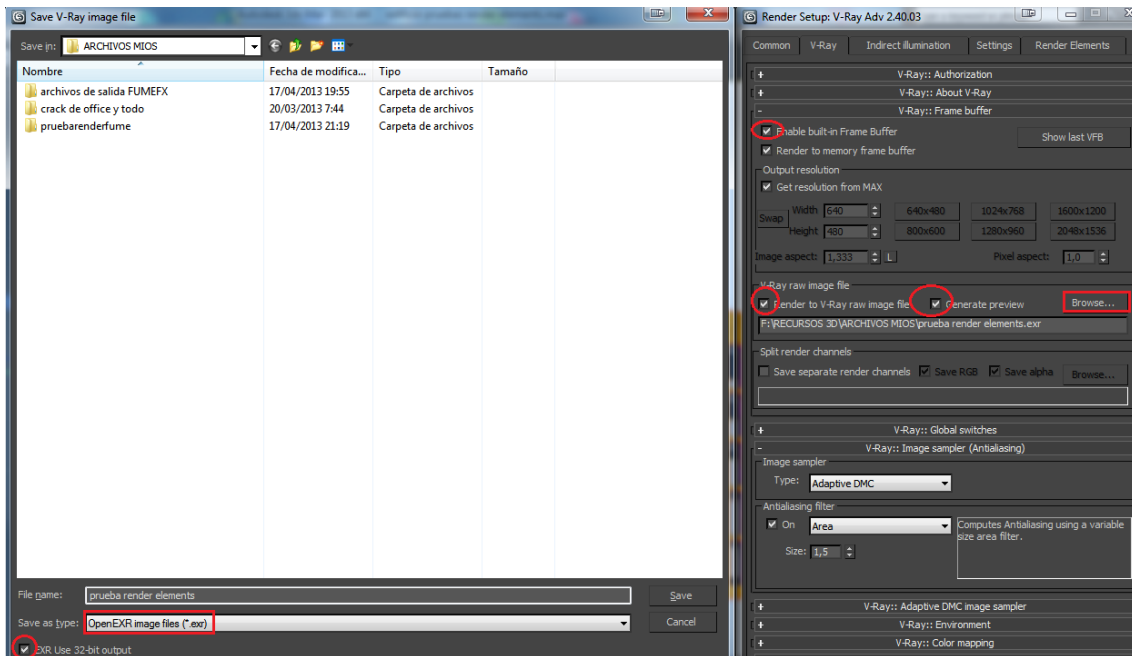 Save V-Ray image file
Save in: ARCHIVOS MIOS
Nombre Fecha de modifica... Tipo Tamaño
archivos de salida FUMEFX 17/04/2013 19:55 Carpeta de archivos
crack de office y todo 20/03/2013 7:44 Carpeta de archivos
pruebarenderfume 17/04/2013 21:19 Carpeta de archivos
File name: prueba render elements Save
Save as type: OpenEXR image files (*.exr) Cancel
EXR Use 32-bit output
Render Setup: V-Ray Adv 2.40.03
Common V-Ray Indirect illumination Settings Render Elements
+ V-Ray:: Authorization
+ V-Ray:: About V-Ray
- V-Ray:: Frame buffer
Enable built-in Frame Buffer Show last VFB
Render to memory frame buffer
Output resolution
Get resolution from MAX
Swap Width 640 640x480 1024x768 1600x1200
Height 480 800x600 1280x960 2048x1536
Image aspect: 1,333 L Pixel aspect: 1,0
V-Ray raw image file
Render to V-Ray raw image file Generate preview Browse...
F:\RECURSOS 3D\ARCHIVOS MIOS\prueba render elements.exr
Split render channels
Save separate render channels Save RGB Save alpha Browse...
+ V-Ray:: Global switches
- V-Ray:: Image sampler (Antialiasing)
Image sampler
Type: Adaptive DMC
Antialiasing filter
On Area Computes Antialiasing using a variable
size area filter.
Size: 1,5
+ V-Ray:: Adaptive DMC image sampler
+ V-Ray:: Environment
+ V-Ray:: Color mapping